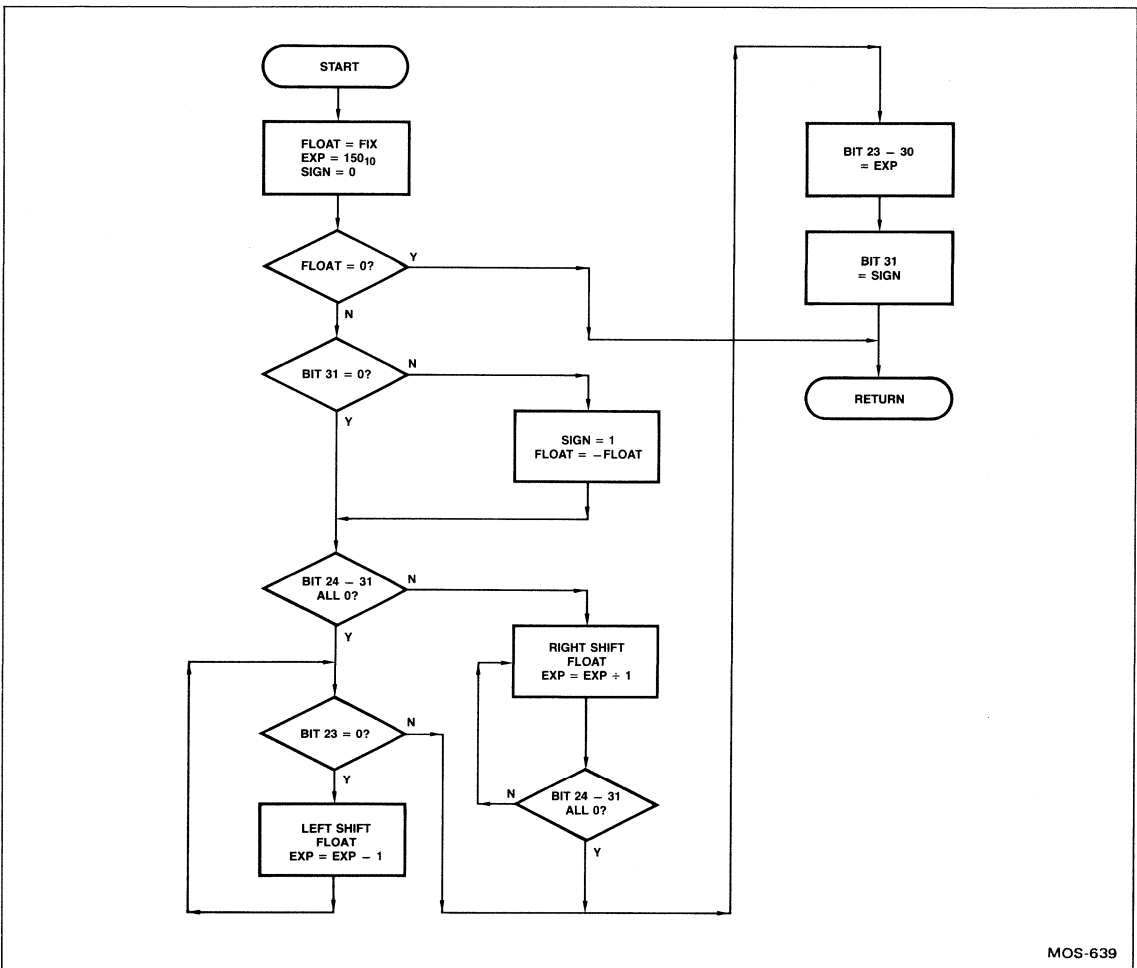 START
FLOAT = FIX
EXP = 150₁₀
SIGN = 0
FLOAT = 0?
Y
N
BIT 31 = 0?
N
Y
SIGN = 1
FLOAT = −FLOAT
BIT 24 – 31
ALL 0?
N
Y
RIGHT SHIFT
FLOAT
EXP = EXP ÷ 1
BIT 23 = 0?
N
Y
BIT 24 – 31
ALL 0?
N
Y
LEFT SHIFT
FLOAT
EXP = EXP − 1
BIT 23 – 30
= EXP
BIT 31
= SIGN
RETURN
MOS-639